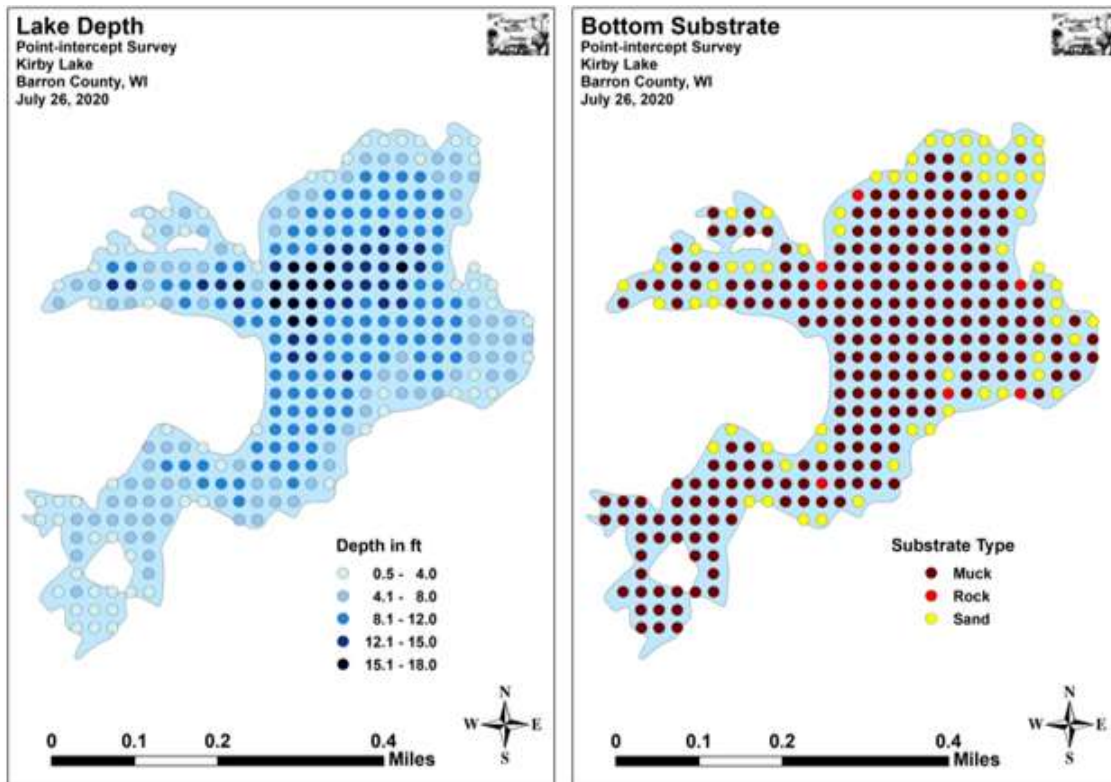 Lake Depth
Point-intercept Survey
Kirby Lake
Barron County, WI
July 26, 2020
Depth in ft
0.5 - 4.0
4.1 - 8.0
8.1 - 12.0
12.1 - 15.0
15.1 - 18.0
N
W E
S
0 0.1 0.2 0.4
Miles
Bottom Substrate
Point-intercept Survey
Kirby Lake
Barron County, WI
July 26, 2020
Substrate Type
Muck
Rock
Sand
N
W E
S
0 0.1 0.2 0.4
Miles